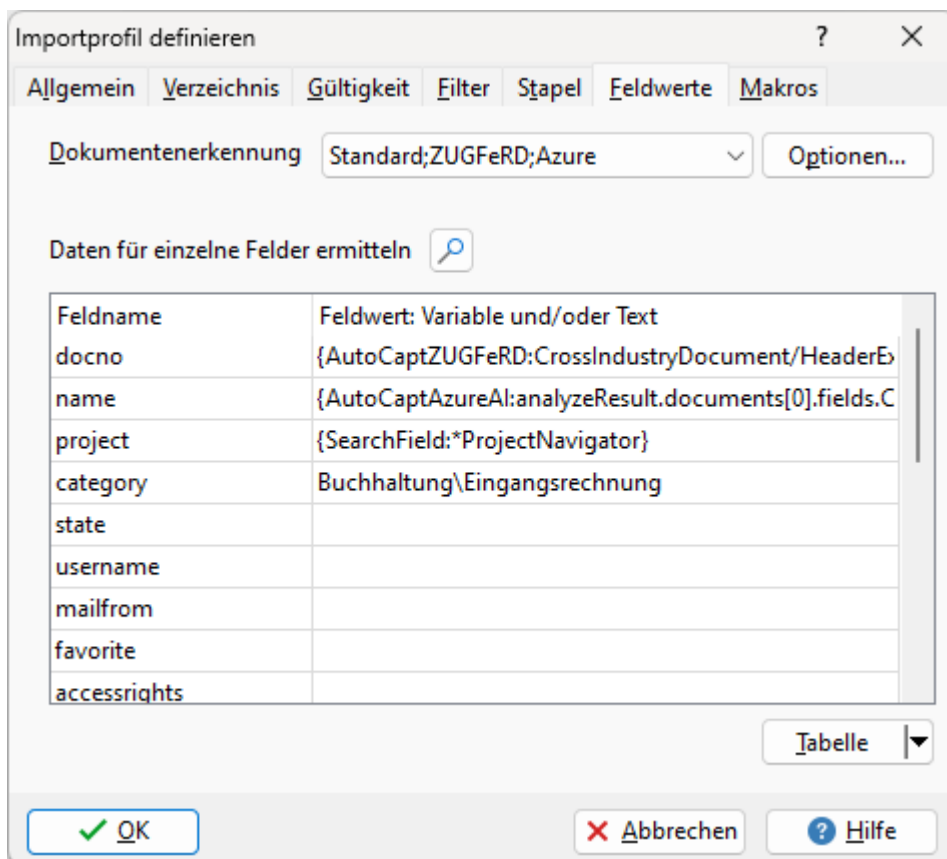 Importprofil definieren ?
Allgemein Verzeichnis Gültigkeit Filter Stapel Feldwerte Makros
Dokumentenerkennung Standard;ZUGFeRD;Azure Optionen...
Daten für einzelne Felder ermitteln
Feldname Feldwert: Variable und/oder Text
docno {AutoCaptZUGFeRD:CrossIndustryDocument/HeaderEx
name {AutoCaptAzureAI:analyzeResult.documents[0].fields.C
project {SearchField:*ProjectNavigator}
category Buchhaltung\Eingangsrechnung
state
username
mailfrom
favorite
accessrights
Tabelle
OK Abbrechen ? Hilfe